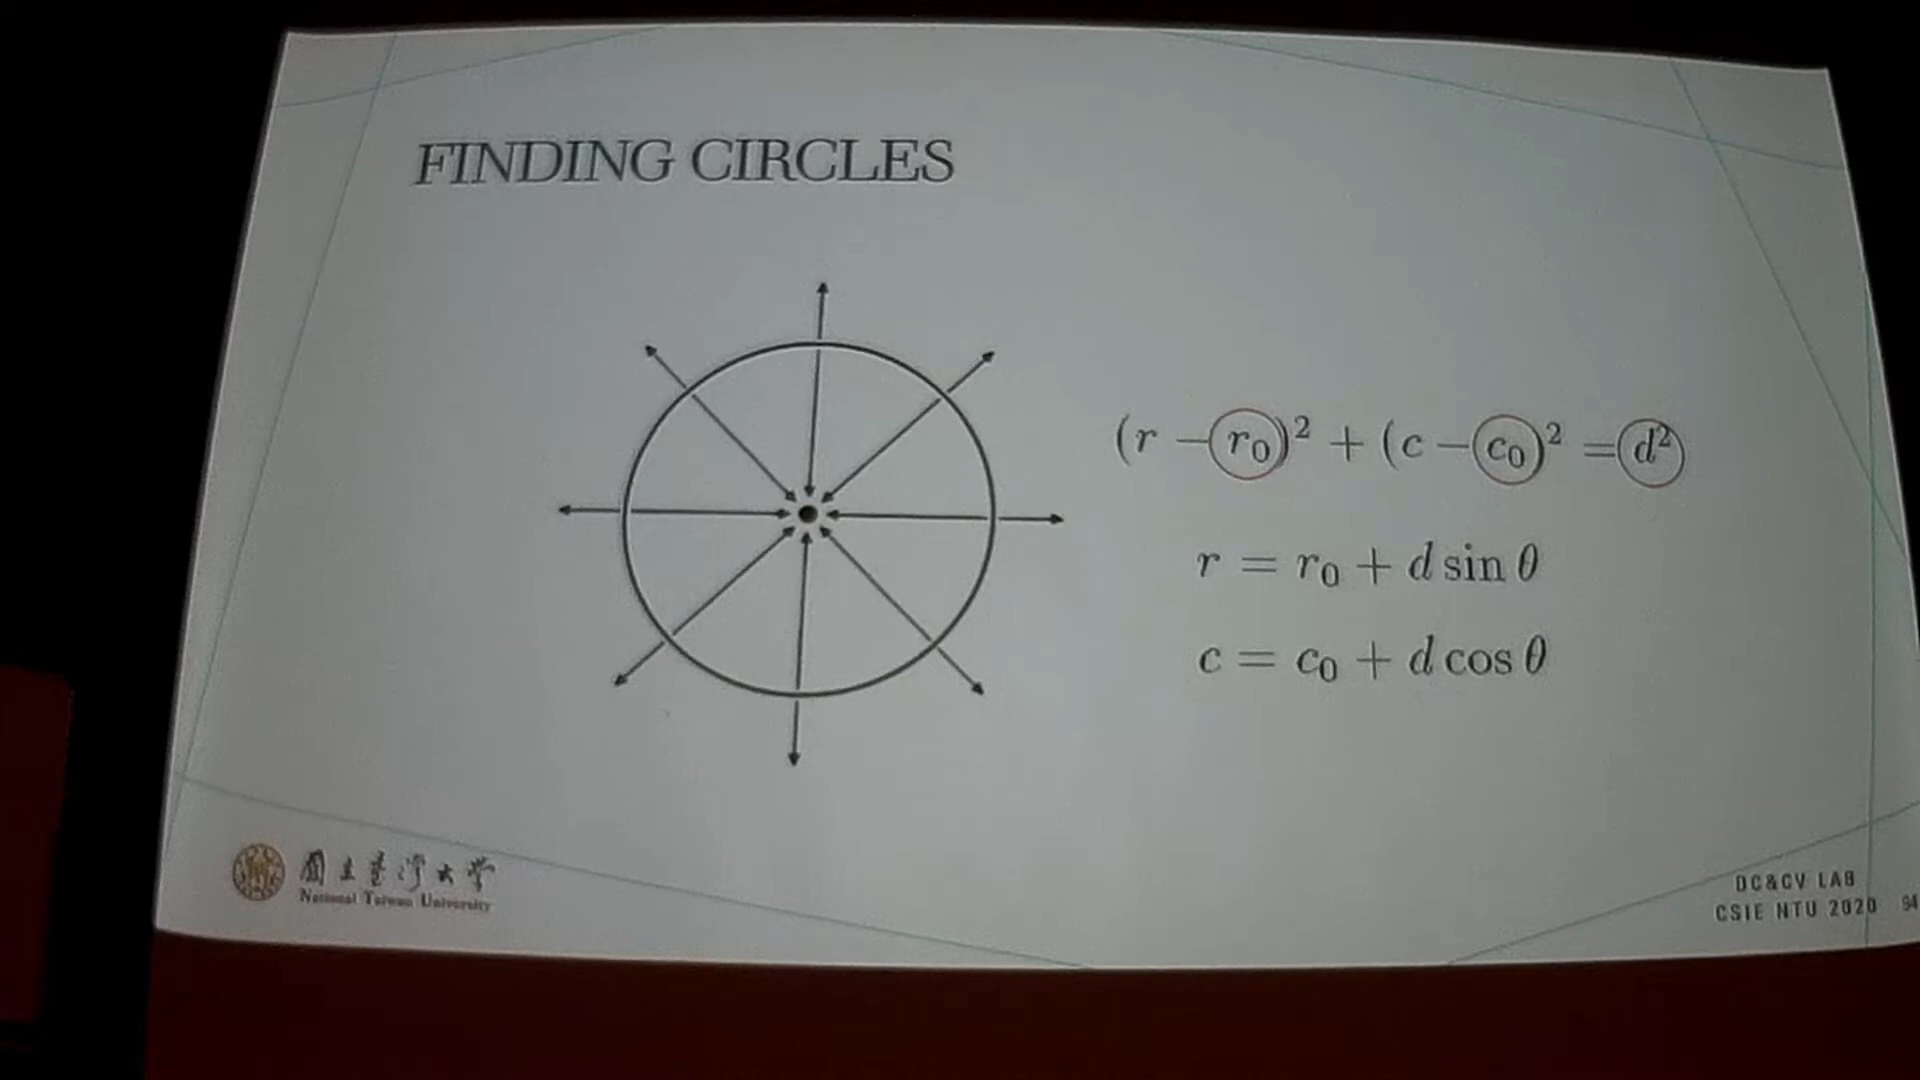 FINDING CIRCLES
(r − r₀)² + (c − c₀)² = d²
r = r₀ + d sin θ
c = c₀ + d cos θ
國立臺灣大學
National Taiwan University
DC&CV LAB
CSIE NTU 2020 94